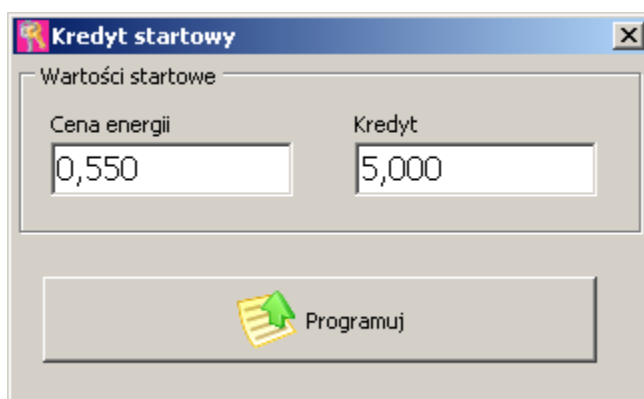 Kredyt startowy
Wartości startowe
Cena energii
Kredyt
0,550
5,000
Programuj